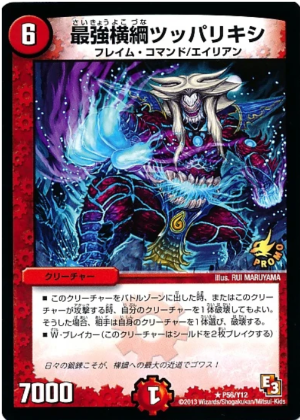 6
さいきょうよこづな
最強横綱ツッパリキシ
フレイム・コマンド/エイリアン
PROMO
illus. RUI MARUYAMA
クリーチャー
■このクリーチャーをバトルゾーンに出した時、またはこのクリー
チャーが攻撃する時、自分のクリーチャーを1体破壊してもよい。
そうした場合、相手は自身のクリーチャーを1体選び、破壊する。
■W・ブレイカー(このクリーチャーはシールドを2枚ブレイクする)
日々の鍛錬こそが、横綱への最大の近道でゴワス!
7000
1
★P56/Y12
E3
©2013 Wizards/Shogakukan/Mitsui-Kids